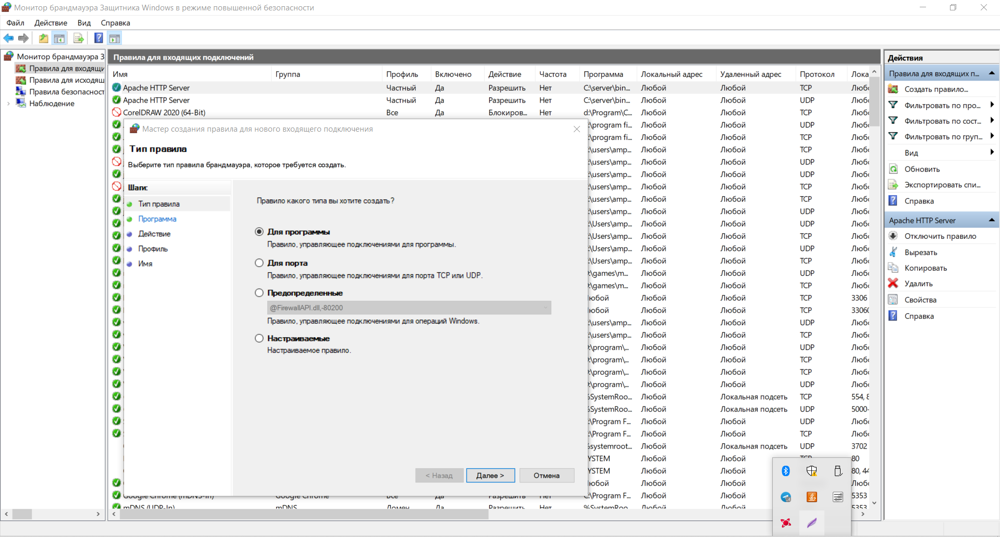 Монитор брандмауэра Защитника Windows в режиме повышенной безопасности
Файл Действие Вид Справка
Монитор брандмауэра З
Правила для входящи
Правила для исходящ
Правила безопасност
Наблюдение
Правила для входящих подключений
Имя Группа Профиль Включено Действие Частота Программа Локальный адрес Удаленный адрес Протокол Лока
Apache HTTP Server Частный Да Разрешить Нет C:\server\bin... Любой Любой TCP Любо
Apache HTTP Server Частный Да Разрешить Нет C:\server\bin... Любой Любой UDP Любо
CorelDRAW 2020 (64-Bit) Все Да Блокиров... Нет d:\Program\C... Любой Любой TCP Любо
:\program fi... Любой Любой UDP Любо
:\program fi... Любой Любой TCP Любо
:\users\amp... Любой Любой TCP Любо
:\users\amp... Любой Любой UDP Любо
:\users\amp... Любой Любой UDP Любо
:\users\amp... Любой Любой TCP Любо
:\users\amp... Любой Любой TCP Любо
:\users\amp... Любой Любой UDP Любо
:\Users\amp... Любой Любой UDP Любо
:\Users\amp... Любой Любой TCP Любо
:\Users\amp... Любой Любой UDP Любо
:\Users\amp... Любой Любой TCP Любо
):\games\m... Любой Любой UDP Любо
):\games\m... Любой Любой TCP Любо
юбой Любой Любой TCP 3306
юбой Любой Любой TCP 33060
:\users\amp... Любой Любой UDP Любо
:\users\amp... Любой Любой TCP Любо
):\program\... Любой Любой UDP Любо
):\program\... Любой Любой TCP Любо
):\program\... Любой Любой TCP Любо
):\program\... Любой Любой UDP Любо
%SystemRoo... Любой Локальная подсеть TCP 554, 8
%SystemRoo... Любой Локальная подсеть UDP 5000-
:\Program F... Любой Любой UDP Любо
:\Program F... Любой Любой TCP Любо
%systemroot... Любой Локальная подсеть UDP 3702
YSTEM Любой Любой TCP 80
YSTEM Любой Любой 80, 44
юбой Любой Любой Любо
Google Chrome (mDNS-In) Google Chrome Все Да Разрешить Нет C:\Program F... Любой Любой 5353
mDNS (UDP-In) mDNS Домен Да Разрешить Нет %SystemRoo Любой Любой 5353
Мастер создания правила для нового входящего подключения
Тип правила
Выберите тип правила брандмауэра, которое требуется создать.
Шаги:
Тип правила
Программа
Действие
Профиль
Имя
Правило какого типа вы хотите создать?
Для программы
Правило, управляющее подключениями для программы.
Для порта
Правило, управляющее подключениями для порта TCP или UDP.
Предопределенные
@FirewallAPI.dll,-80200
Правило, управляющее подключениями для операций Windows.
Настраиваемые
Настраиваемое правило.
< Назад Далее > Отмена
Действия
Правила для входящих п...
Создать правило...
Фильтровать по про...
Фильтровать по сост...
Фильтровать по груп...
Вид
Обновить
Экспортировать спи...
Справка
Apache HTTP Server
Отключить правило
Вырезать
Копировать
Удалить
Свойства
Справка